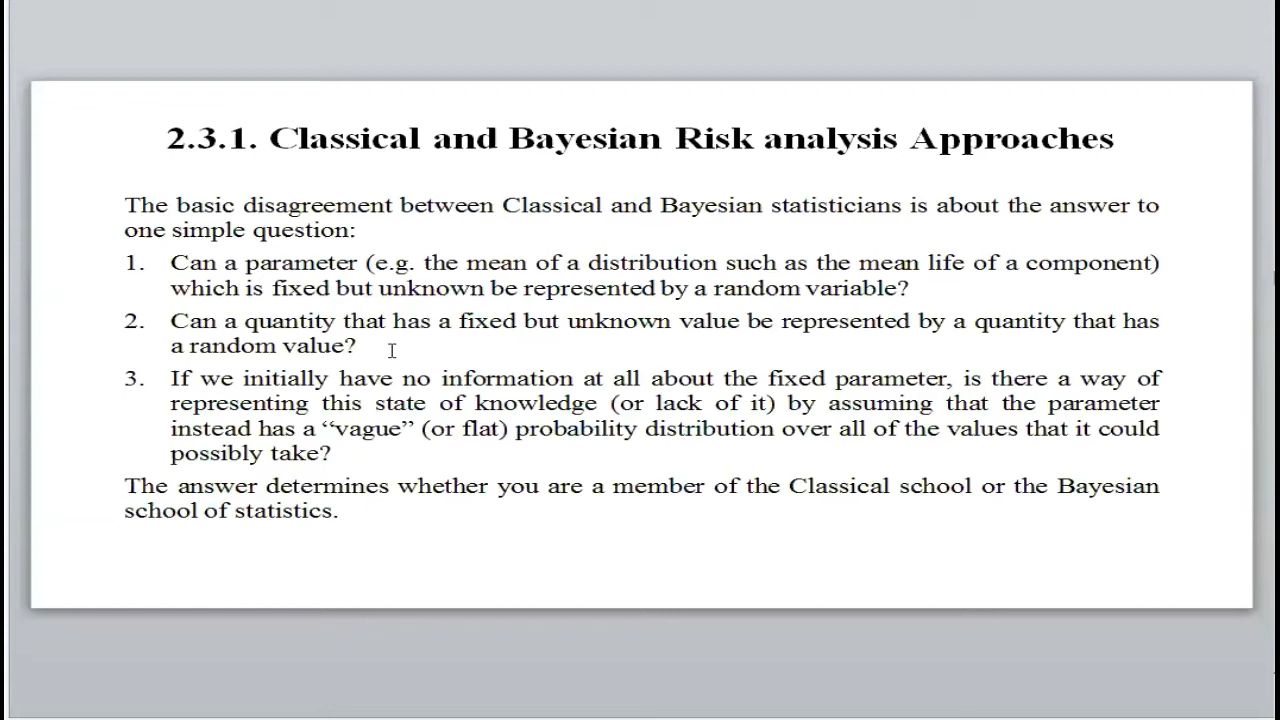 2.3.1. Classical and Bayesian Risk analysis Approaches
The basic disagreement between Classical and Bayesian statisticians is about the answer to
one simple question:
1. Can a parameter (e.g. the mean of a distribution such as the mean life of a component)
which is fixed but unknown be represented by a random variable?
2. Can a quantity that has a fixed but unknown value be represented by a quantity that has
a random value?
3. If we initially have no information at all about the fixed parameter, is there a way of
representing this state of knowledge (or lack of it) by assuming that the parameter
instead has a “vague” (or flat) probability distribution over all of the values that it could
possibly take?
The answer determines whether you are a member of the Classical school or the Bayesian
school of statistics.